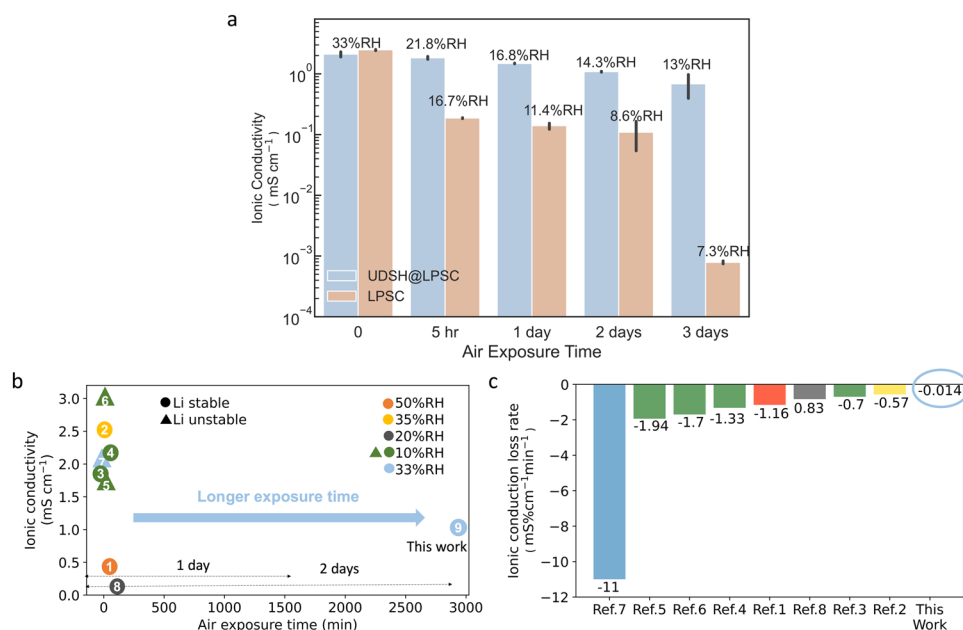 a
33%RH
21.8%RH
16.8%RH
14.3%RH
13%RH
16.7%RH
11.4%RH
8.6%RH
7.3%RH
10⁰
10⁻¹
10⁻²
10⁻³
10⁻⁴
Ionic Conductivity
( mS cm⁻¹)
UDSH@LPSC
LPSC
0 5 hr 1 day 2 days 3 days
Air Exposure Time
b
3.0
2.5
2.0
1.5
1.0
0.5
0.0
Ionic conductivity
(mS cm⁻¹)
Li stable
Li unstable
50%RH
35%RH
20%RH
10%RH
33%RH
6
2
4
3
5
1
8
9
Longer exposure time
This work
1 day
2 days
0 500 1000 1500 2000 2500 3000
Air exposure time (min)
c
0
−2
−4
−6
−8
−10
−12
Ionic conduction loss rate
( mS%cm⁻¹min⁻¹)
-11
-1.94
-1.7
-1.33
-1.16
0.83
-0.7
-0.57
-0.014
Ref.7 Ref.5 Ref.6 Ref.4 Ref.1 Ref.8 Ref.3 Ref.2 This
Work